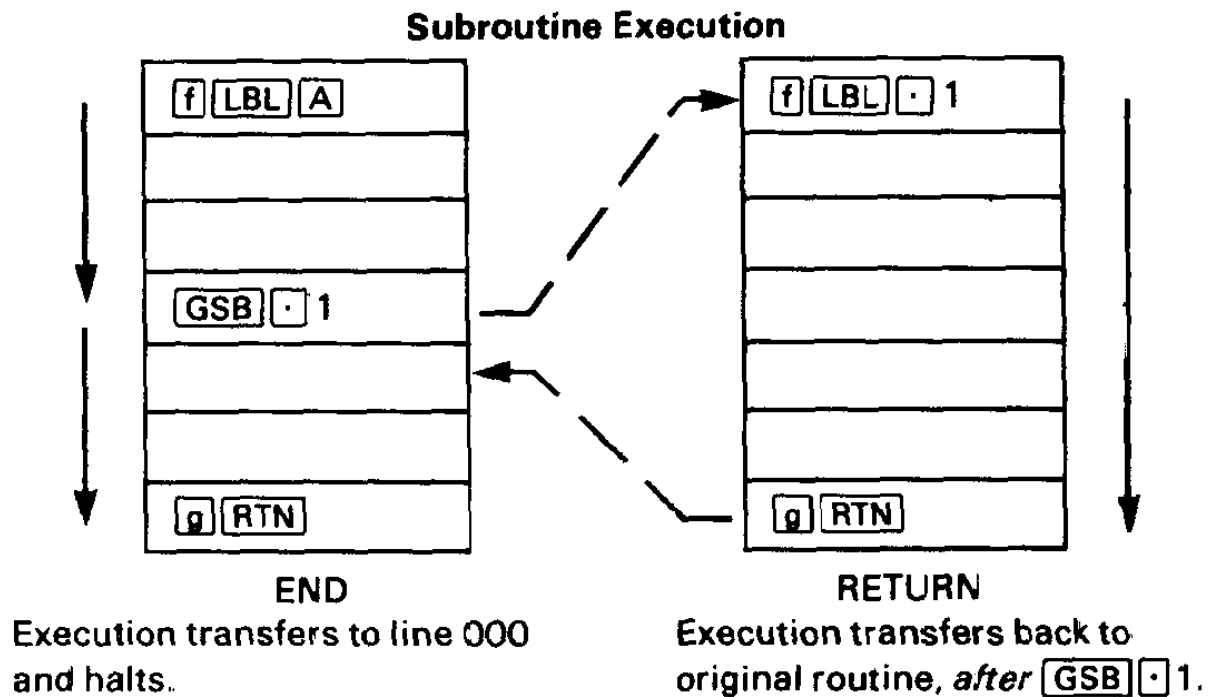 Subroutine Execution
f LBL A
GSB · 1
g RTN
END
Execution transfers to line 000
and halts.
f LBL · 1
g RTN
RETURN
Execution transfers back to
original routine, after GSB · 1.